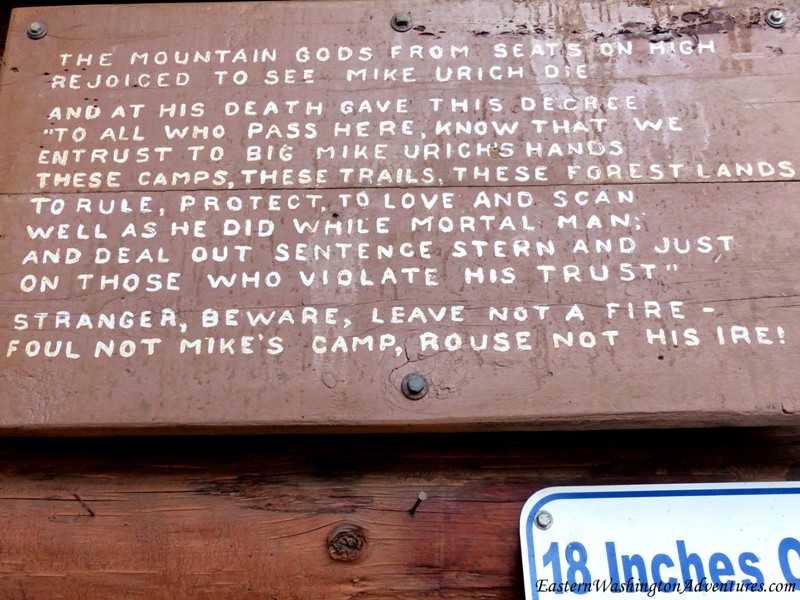 THE MOUNTAIN GODS FROM SEATS ON HIGH
REJOICED TO SEE MIKE URICH DIE
AND AT HIS DEATH GAVE THIS DECREE
"TO ALL WHO PASS HERE, KNOW THAT WE
ENTRUST TO BIG MIKE URICH'S HANDS
THESE CAMPS, THESE TRAILS, THESE FOREST LANDS
TO RULE, PROTECT, TO LOVE AND SCAN
WELL AS HE DID WHILE MORTAL MAN;
AND DEAL OUT SENTENCE STERN AND JUST
ON THOSE WHO VIOLATE HIS TRUST"
STRANGER, BEWARE, LEAVE NOT A FIRE -
FOUL NOT MIKE'S CAMP, ROUSE NOT HIS IRE!
18 Inches
EasternWashingtonAdventures.com